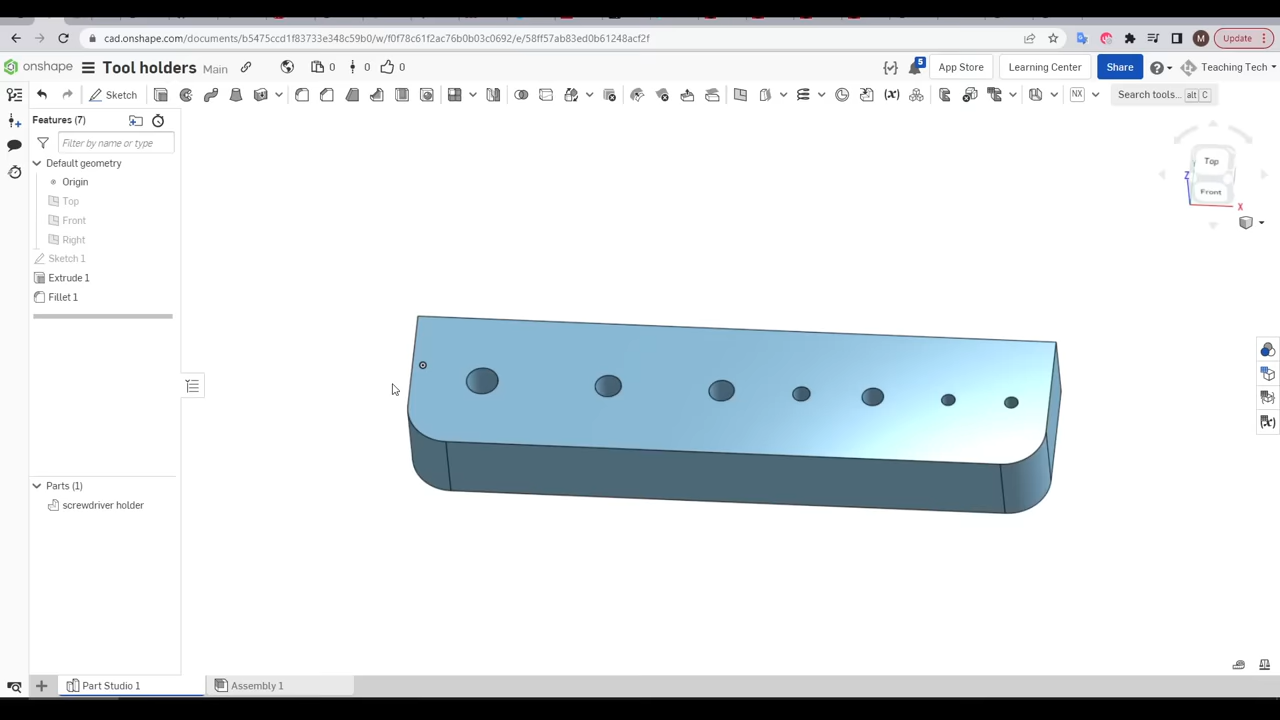 cad.onshape.com/documents/b5475ccd1f83733e348c59b0/w/f0f78c61f2ac76b0b03c0692/e/58ff57ab83ed0b61248acf2f
M
Update
onshape
Tool holders
Main
0
0
0
5
App Store
Learning Center
Share
Teaching Tech
Sketch
(x)
NX
Search tools...
alt
C
Features (7)
Filter by name or type
Default geometry
Origin
Top
Front
Right
Sketch 1
Extrude 1
Fillet 1
Parts (1)
screwdriver holder
Top
Front
Z
X
(x)
Part Studio 1
Assembly 1